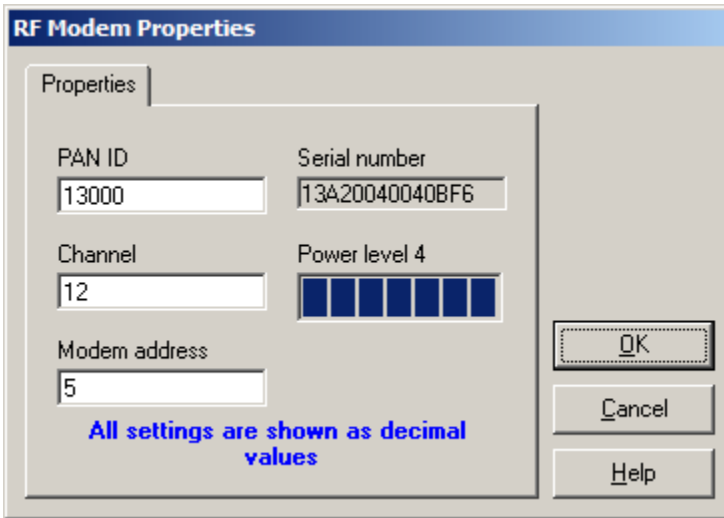 RF Modem Properties
Properties
PAN ID
Serial number
13000
13A20040040BF6
Channel
Power level 4
12
Modem address
5
All settings are shown as decimal
values
OK
Cancel
Help